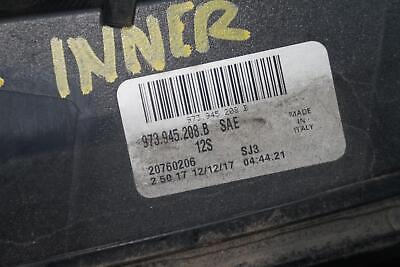 INNER
973 945 208 B
973.945.208.B SAE
12S
MADE
IN
ITALY
20760206 SJ3
2 50 17 12/12/17 04:44:21